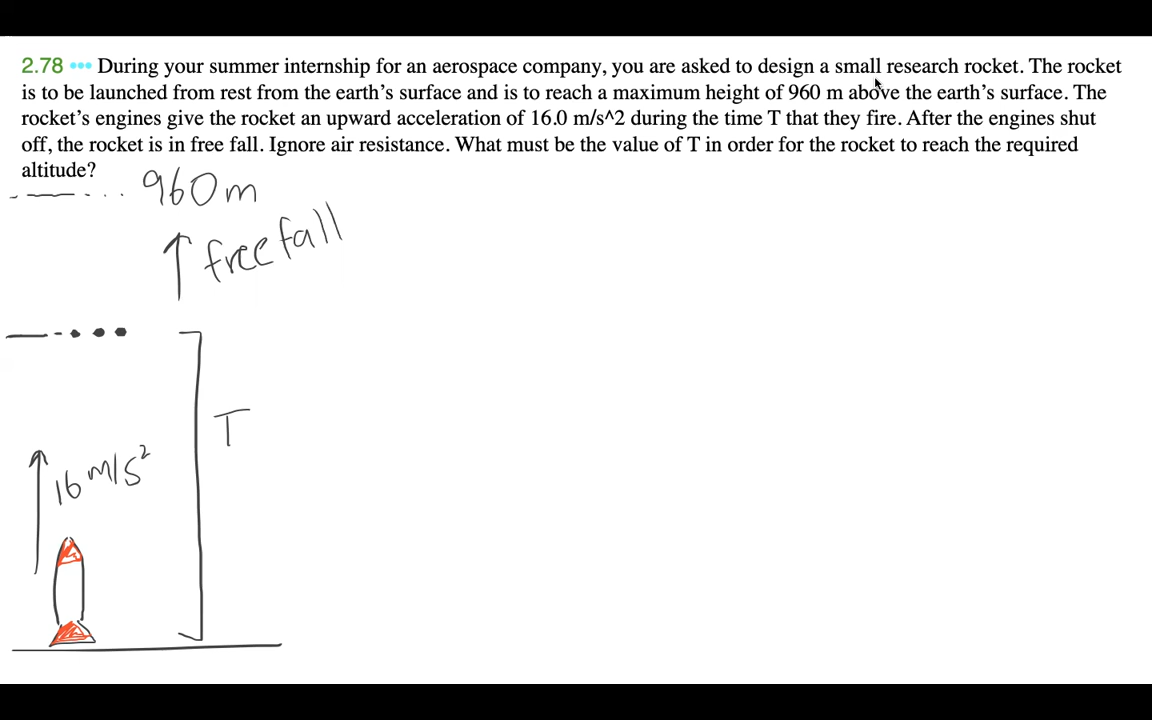 2.78 ••• During your summer internship for an aerospace company, you are asked to design a small research rocket. The rocket
is to be launched from rest from the earth's surface and is to reach a maximum height of 960 m above the earth's surface. The
rocket's engines give the rocket an upward acceleration of 16.0 m/s^2 during the time T that they fire. After the engines shut
off, the rocket is in free fall. Ignore air resistance. What must be the value of T in order for the rocket to reach the required
altitude?
960 m
free fall
T
16 m/s²